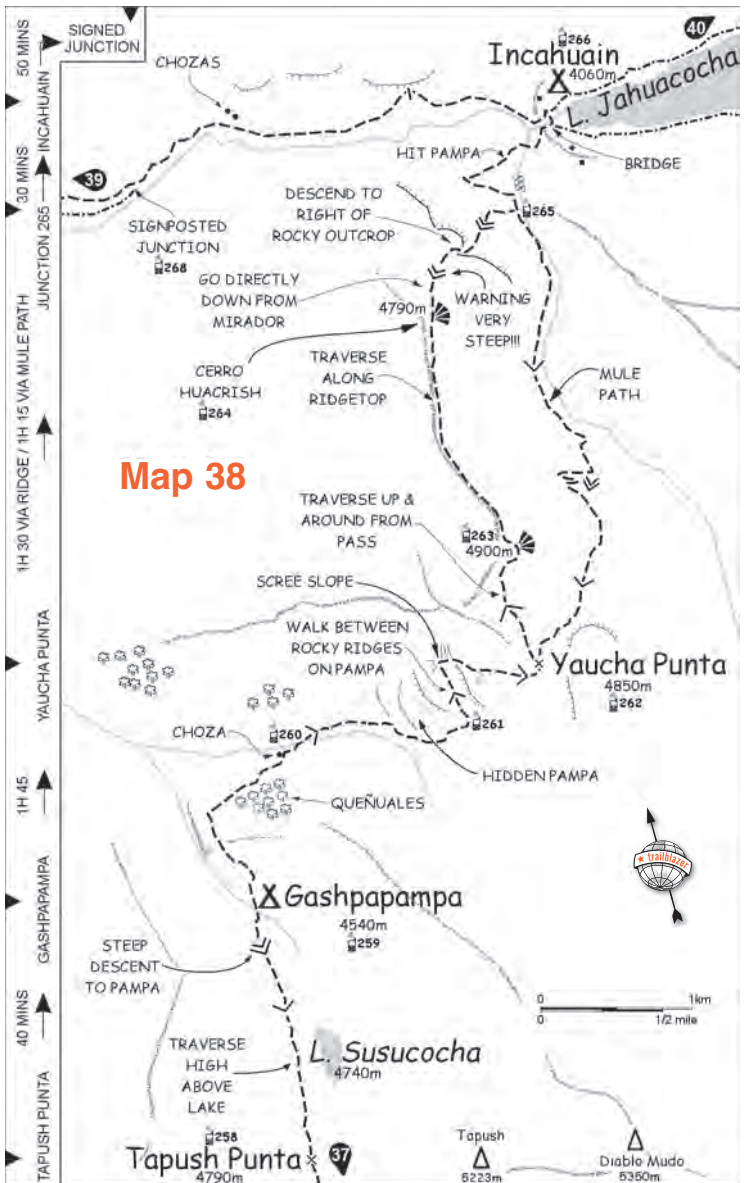 SIGNED
JUNCTION
50 MINS
INCAHUAIN
30 MINS
JUNCTION 265
1H 30 VIA RIDGE / 1H 15 VIA MULE PATH
YAUCHA PUNTA
1H 45
GASHPAPAMPA
40 MINS
TAPUSH PUNTA
CHOZAS
266
Incahuain
4060m
40
L. Jahuacocha
HIT PAMPA
BRIDGE
39
DESCEND TO
RIGHT OF
ROCKY OUTCROP
265
SIGNPOSTED
JUNCTION
268
GO DIRECTLY
DOWN FROM
MIRADOR
4790m
WARNING
VERY
STEEP!!!
CERRO
HUACRISH
264
TRAVERSE
ALONG
RIDGETOP
MULE
PATH
Map 38
TRAVERSE UP &
AROUND FROM
PASS
263
4900m
SCREE SLOPE
WALK BETWEEN
ROCKY RIDGES
ON PAMPA
Yaucha Punta
4850m
262
261
CHOZA
260
HIDDEN PAMPA
QUEÑUALES
trailblazer
Gashpapampa
4540m
259
STEEP
DESCENT
TO PAMPA
0 1km
0 1/2 mile
TRAVERSE
HIGH
ABOVE
LAKE
L. Susucocha
4740m
258
Tapush Punta
4790m
37
Tapush
5223m
Diablo Mudo
5350m